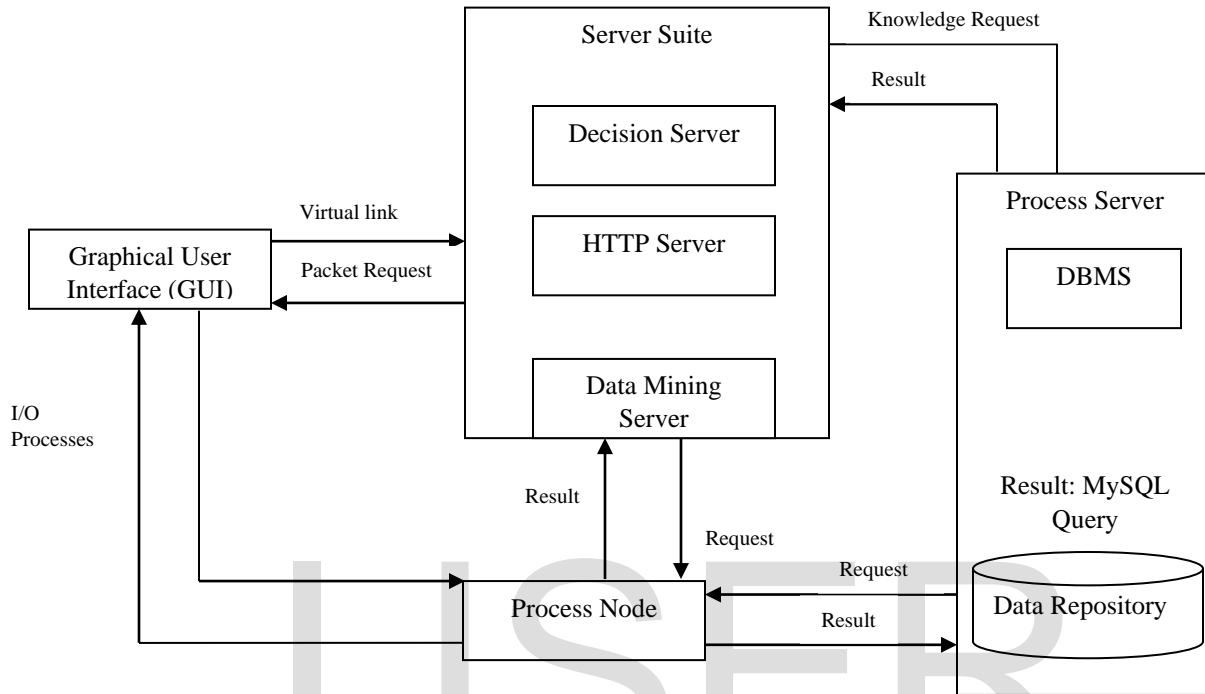 Server Suite
Knowledge Request
Result
Decision Server
Process Server
Virtual link
HTTP Server
Graphical User
Interface (GUI)
Packet Request
DBMS
Data Mining
Server
I/O
Processes
Result
Result: MySQL
Query
Request
Request
Process Node
Data Repository
Result
IJSER